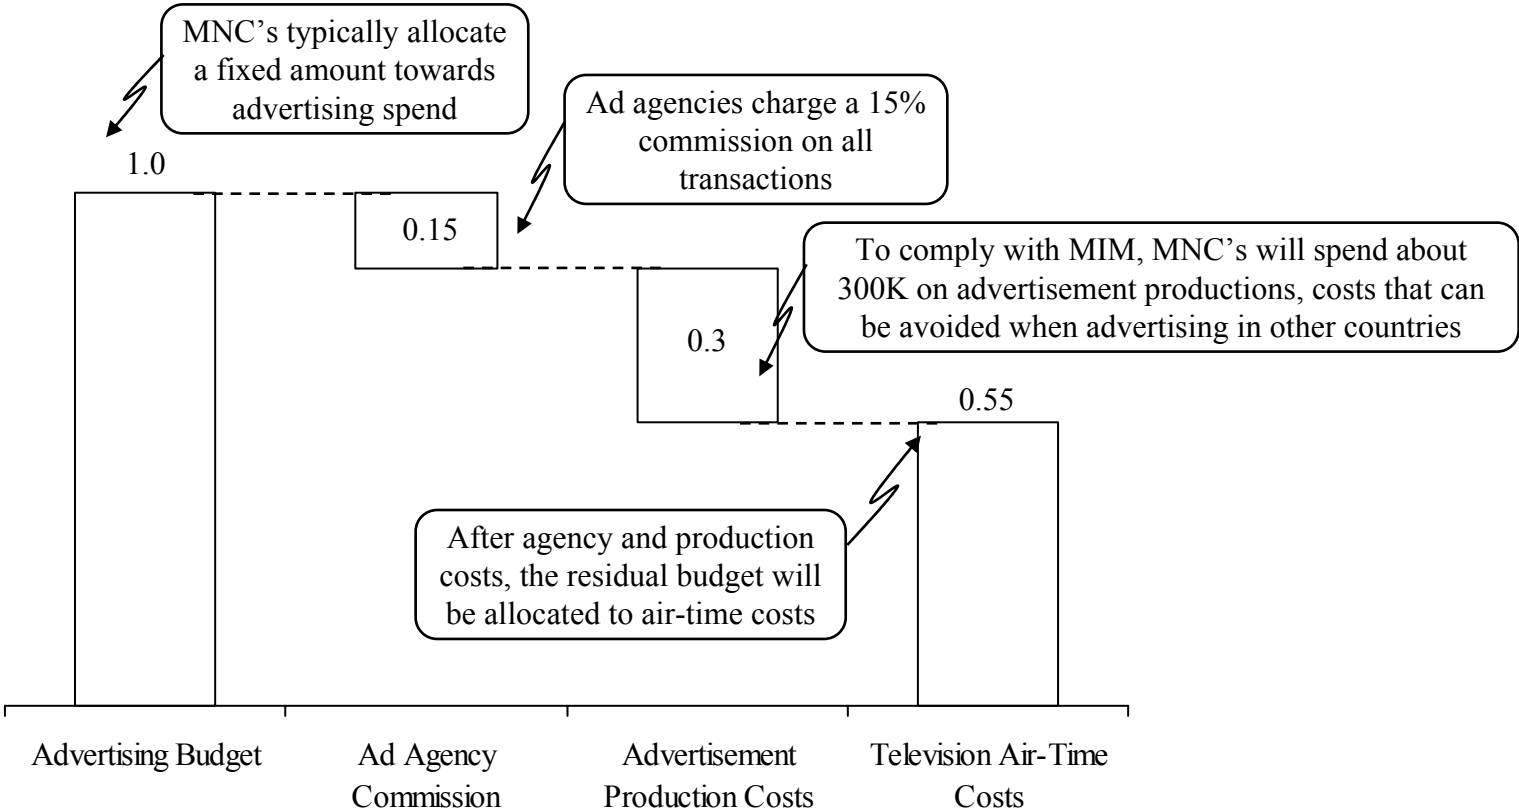 MNC’s typically allocate
a fixed amount towards
advertising spend
Ad agencies charge a 15%
commission on all
transactions
1.0
0.15
To comply with MIM, MNC’s will spend about
300K on advertisement productions, costs that can
be avoided when advertising in other countries
0.3
0.55
After agency and production
costs, the residual budget will
be allocated to air-time costs
Advertising Budget
Ad Agency
Commission
Advertisement
Production Costs
Television Air-Time
Costs